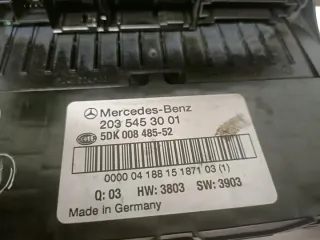 Mercedes-Benz
203 545 30 01
HELLA 5DK 008 485-52
0000 04 188 15 1871 03 (1)
Q: 03 HW: 3803 SW: 3903
Made in Germany